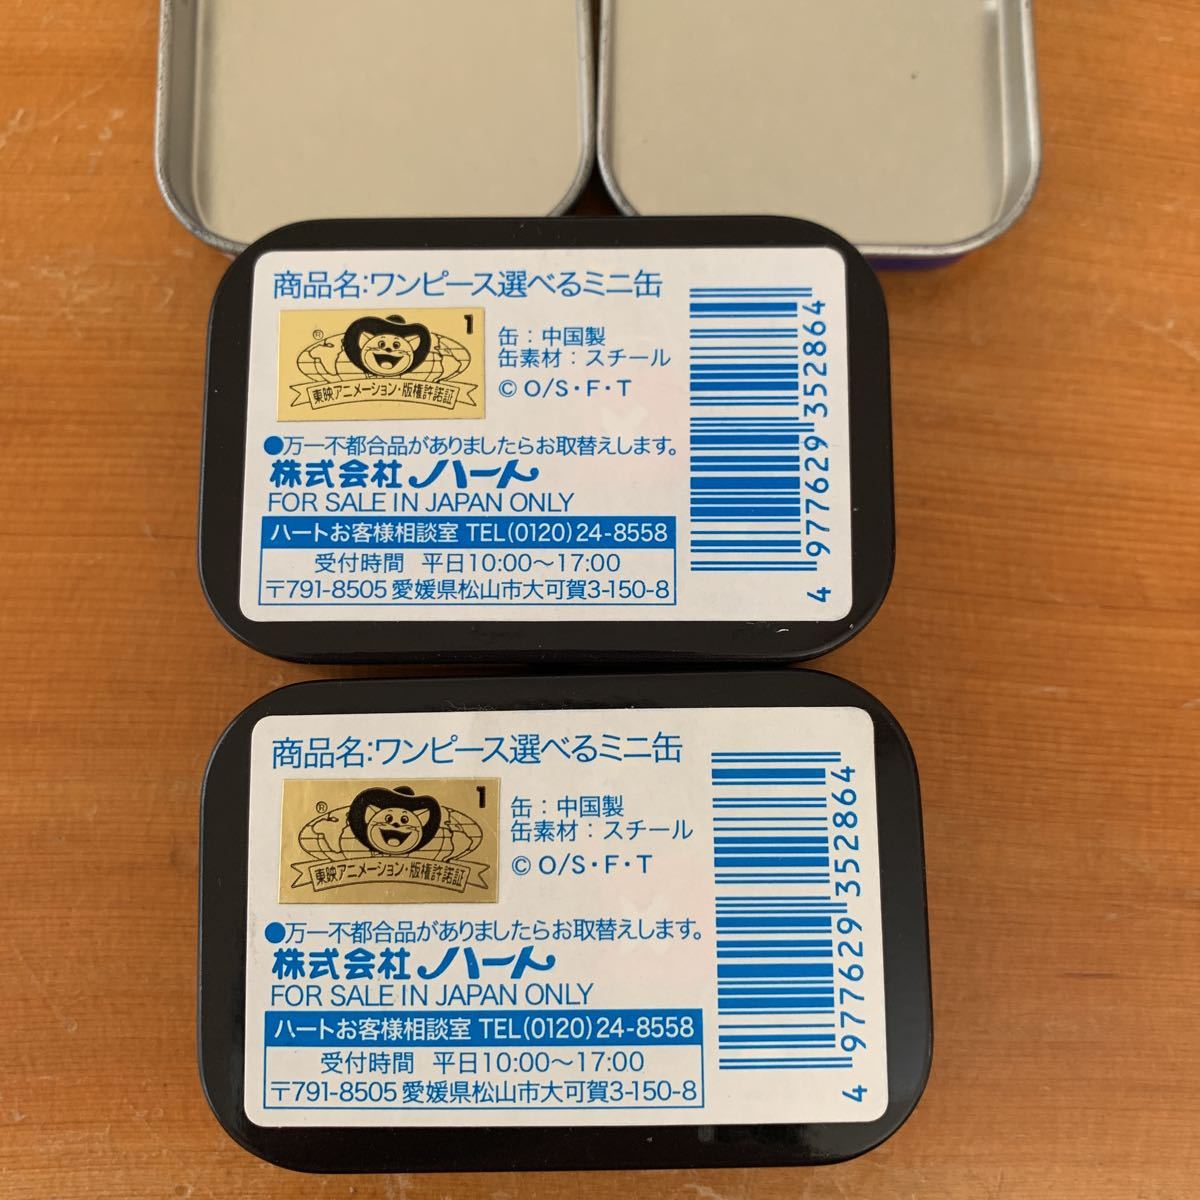 商品名：ワンピース選べるミニ缶
1
®
東映アニメーション・版権許諾証
缶：中国製
缶素材：スチール
© O/S・F・T
●万一不都合品がありましたらお取替えします。
株式会社ハート
FOR SALE IN JAPAN ONLY
ハートお客様相談室 TEL(0120)24-8558
受付時間 平日10:00～17:00
〒791-8505 愛媛県松山市大可賀3-150-8
4 977629 352864
商品名：ワンピース選べるミニ缶
1
®
東映アニメーション・版権許諾証
缶：中国製
缶素材：スチール
© O/S・F・T
●万一不都合品がありましたらお取替えします。
株式会社ハート
FOR SALE IN JAPAN ONLY
ハートお客様相談室 TEL(0120)24-8558
受付時間 平日10:00～17:00
〒791-8505 愛媛県松山市大可賀3-150-8
4 977629 352864